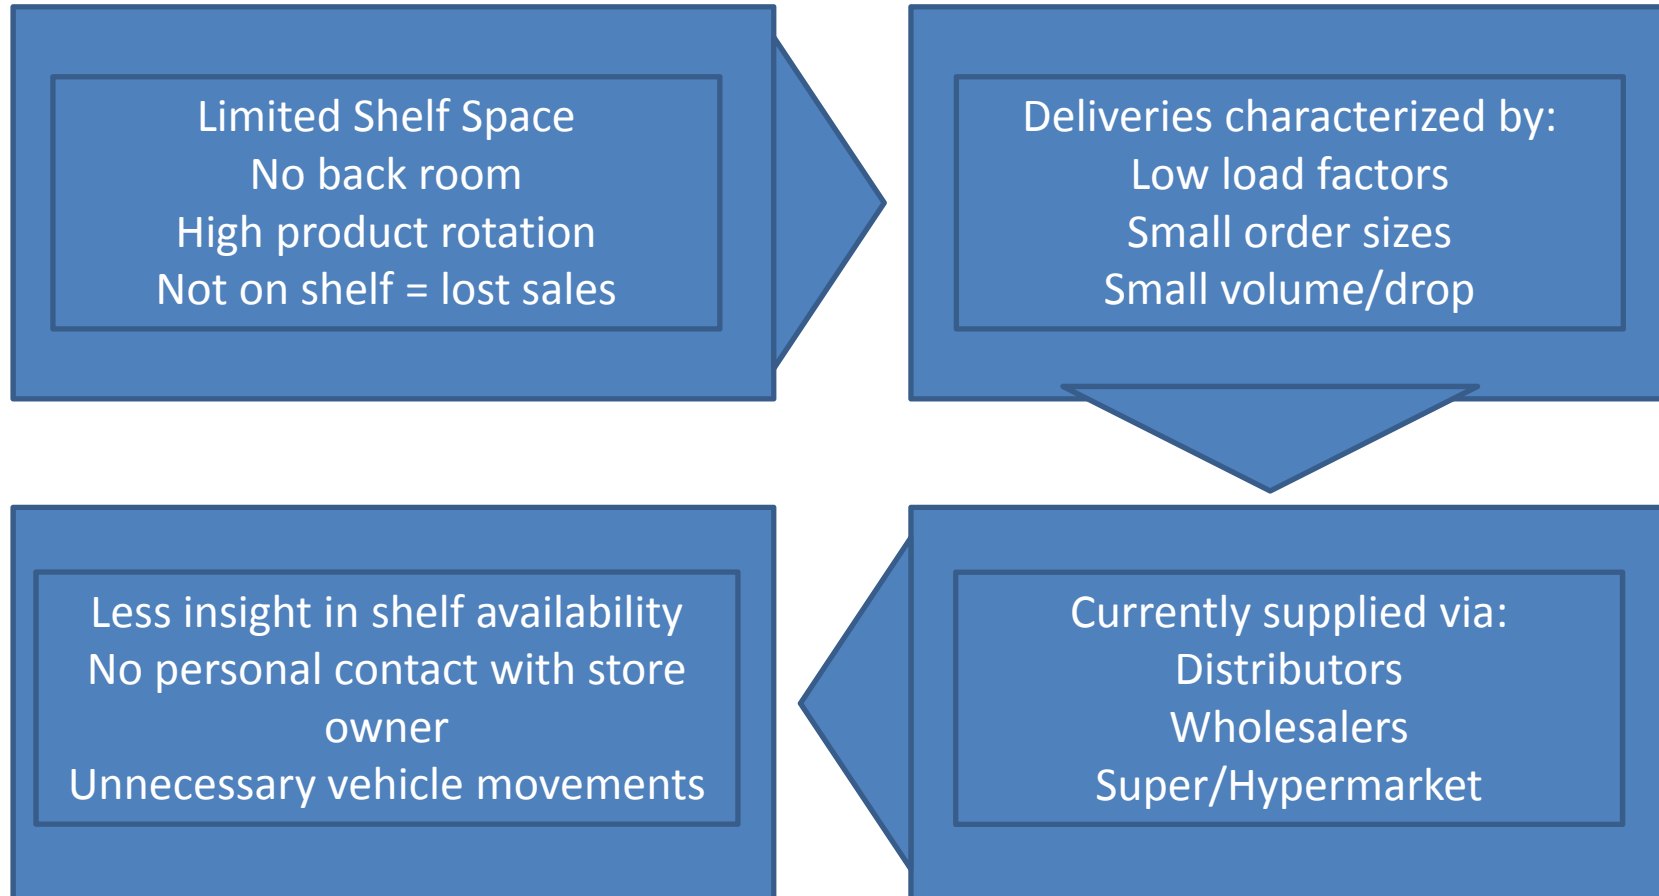 Limited Shelf Space
No back room
High product rotation
Not on shelf = lost sales
Deliveries characterized by:
Low load factors
Small order sizes
Small volume/drop
Currently supplied via:
Distributors
Wholesalers
Super/Hypermarket
Less insight in shelf availability
No personal contact with store
owner
Unnecessary vehicle movements